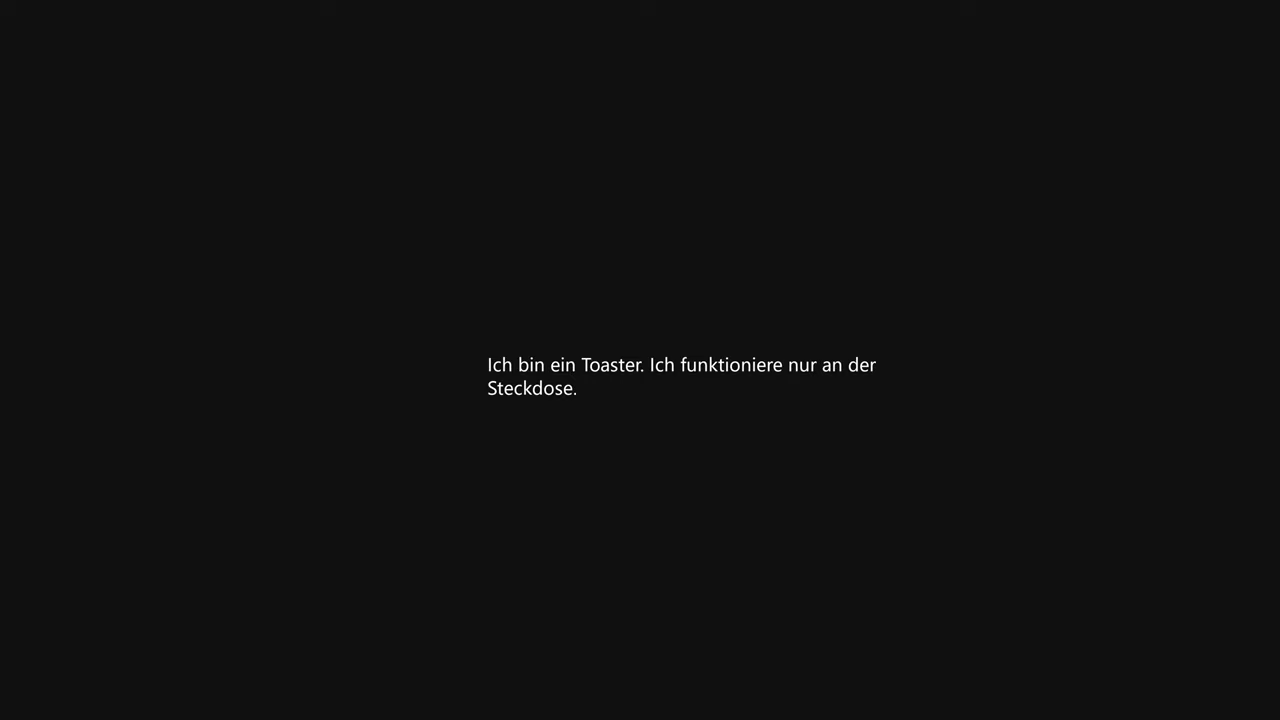 Ich bin ein Toaster. Ich funktioniere nur an der
Steckdose.